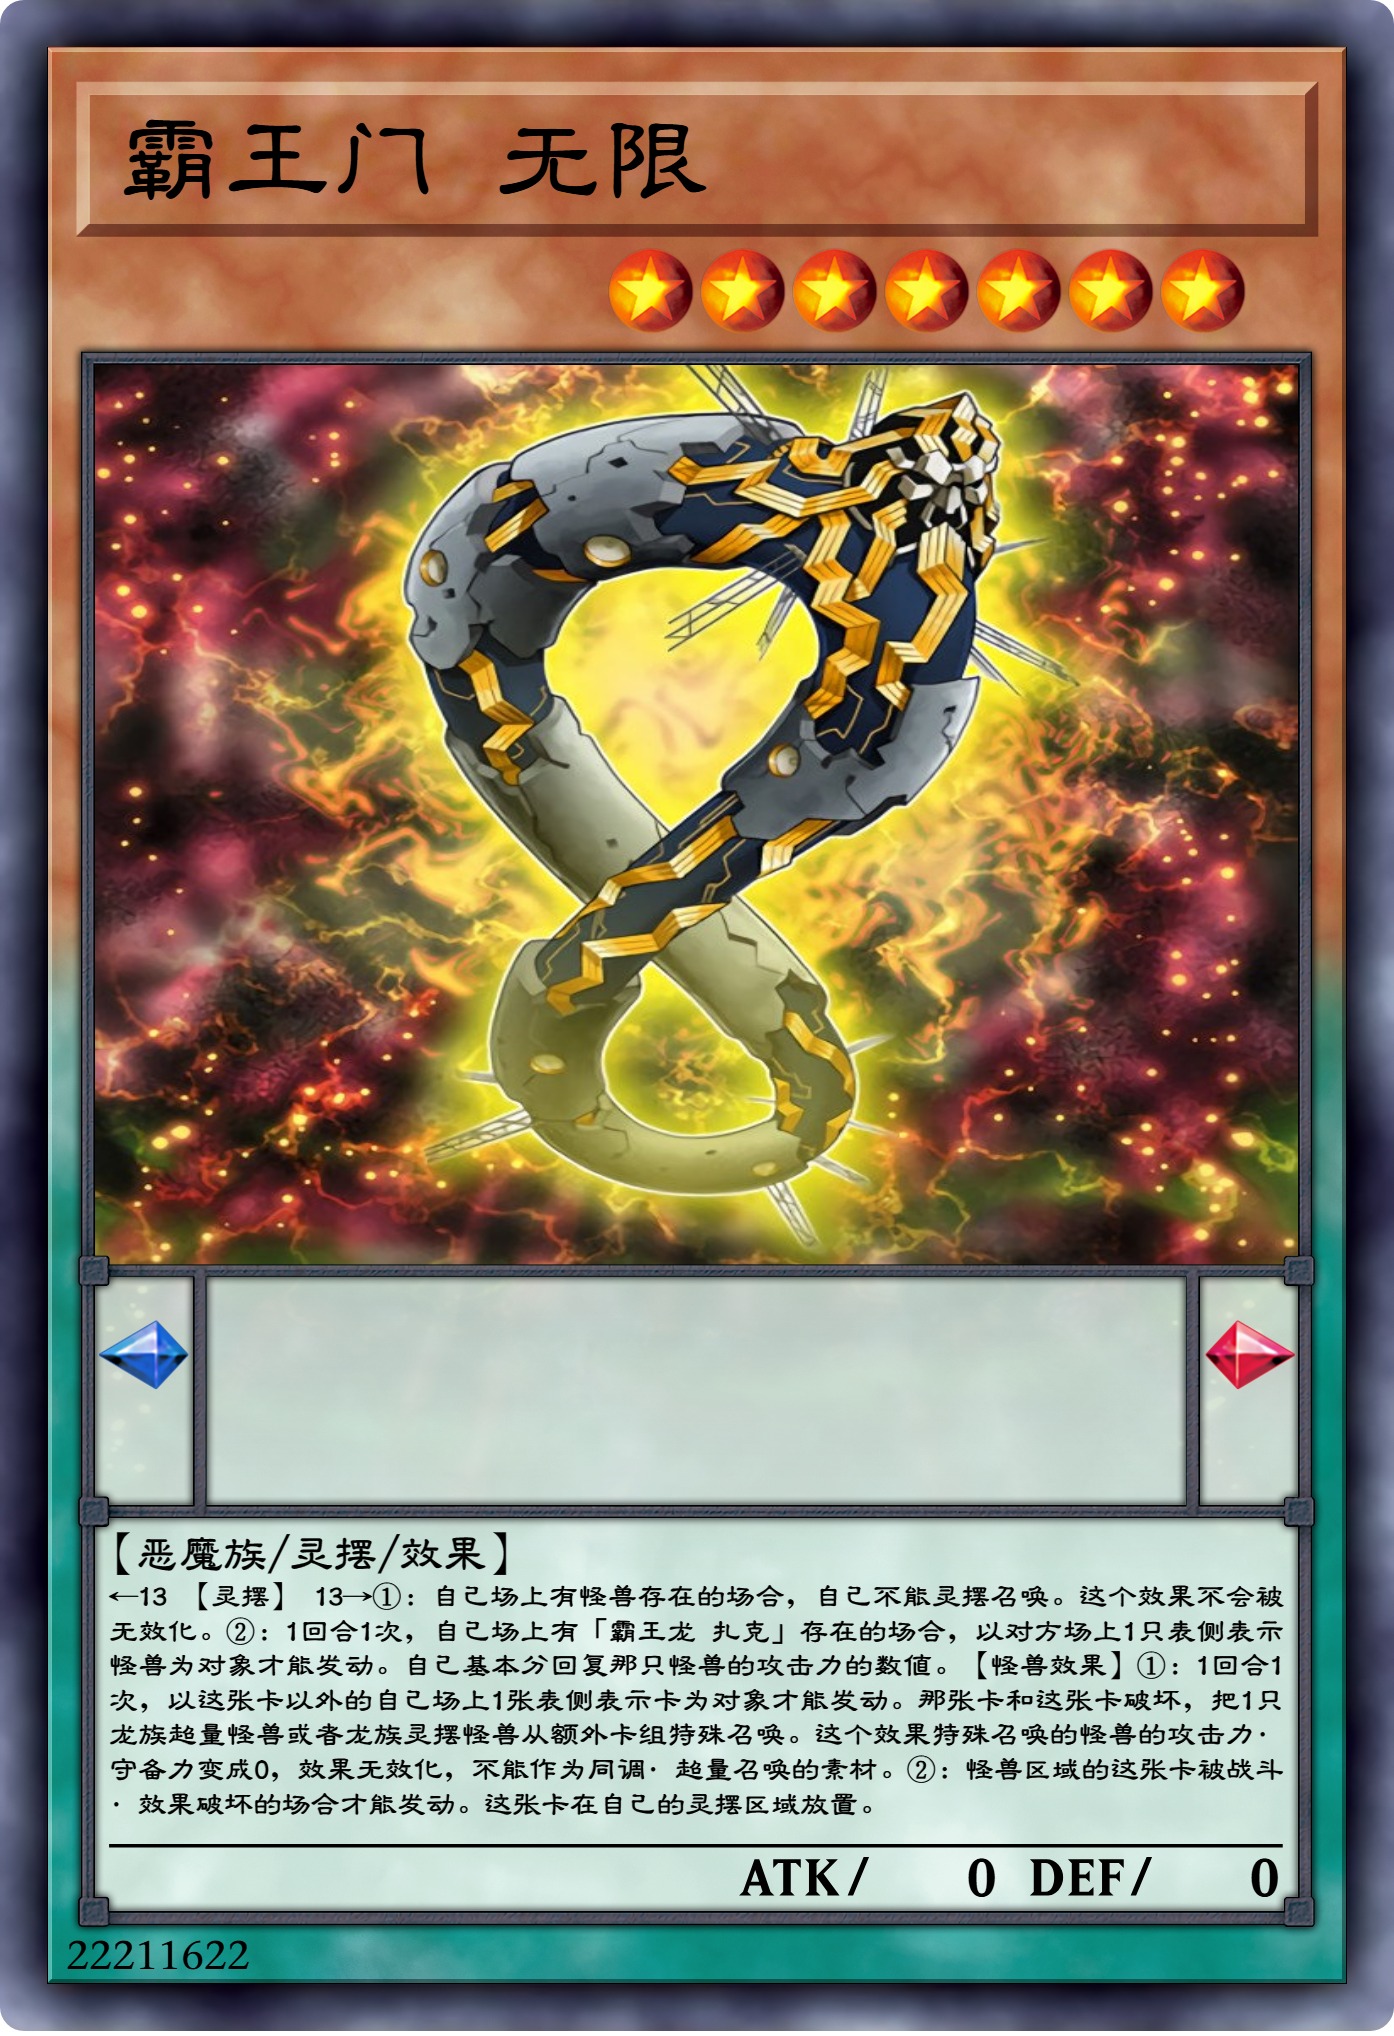 霸王门 无限
【恶魔族/灵摆/效果】
←13 【灵摆】 13→①：自己场上有怪兽存在的场合，自己不能灵摆召唤。这个效果不会被
无效化。②：1回合1次，自己场上有「霸王龙 扎克」存在的场合，以对方场上1只表侧表示
怪兽为对象才能发动。自己基本分回复那只怪兽的攻击力的数值。【怪兽效果】①：1回合1
次，以这张卡以外的自己场上1张表侧表示卡为对象才能发动。那张卡和这张卡破坏，把1只
龙族超量怪兽或者龙族灵摆怪兽从额外卡组特殊召唤。这个效果特殊召唤的怪兽的攻击力·
守备力变成0，效果无效化，不能作为同调·超量召唤的素材。②：怪兽区域的这张卡被战斗
·效果破坏的场合才能发动。这张卡在自己的灵摆区域放置。
ATK/ 0 DEF/ 0
22211622